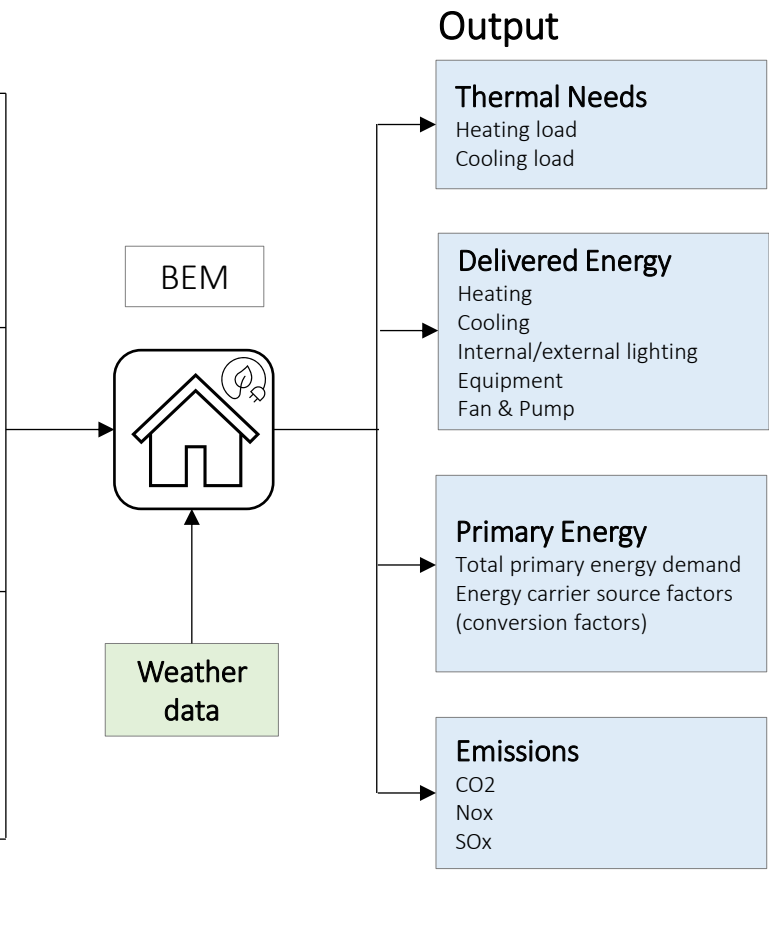 Output
Thermal Needs
Heating load
Cooling load
BEM
Delivered Energy
Heating
Cooling
Internal/external lighting
Equipment
Fan & Pump
Primary Energy
Total primary energy demand
Energy carrier source factors
(conversion factors)
Weather
data
Emissions
CO2
Nox
SOx